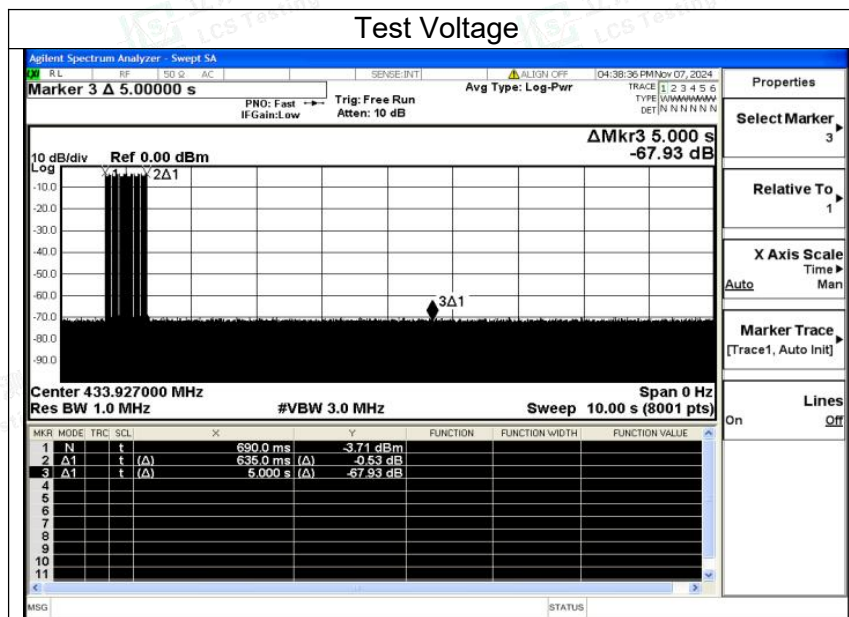 Test Voltage
Agilent Spectrum Analyzer - Swept SA
RL RF 50 Ω AC SENSE:INT ALIGN OFF 04:38:36 PM Nov 07, 2024
Marker 3 Δ 5.00000 s
PNO: Fast Trig: Free Run Avg Type: Log-Pwr TRACE 1 2 3 4 5 6
IFGain:Low Atten: 10 dB TYPE WWWWWW
DET N N N N N N
ΔMkr3 5.000 s
-67.93 dB
10 dB/div Ref 0.00 dBm
Log
1 2Δ1
-10.0
-20.0
-30.0
-40.0
-50.0
-60.0
3Δ1
-70.0
-80.0
-90.0
Center 433.927000 MHz Span 0 Hz
Res BW 1.0 MHz #VBW 3.0 MHz Sweep 10.00 s (8001 pts)
MKR MODE TRC SCL X Y FUNCTION FUNCTION WIDTH FUNCTION VALUE
1 N t 690.0 ms -3.71 dBm
2 Δ1 t (Δ) 635.0 ms (Δ) -0.53 dB
3 Δ1 t (Δ) 5.000 s (Δ) -67.93 dB
4
5
6
7
8
9
10
11
MSG STATUS
Properties
Select Marker
3
Relative To
1
X Axis Scale
Time
Auto Man
Marker Trace
[Trace1, Auto Init]
Lines
On Off
LCS Testing
LCS Testing